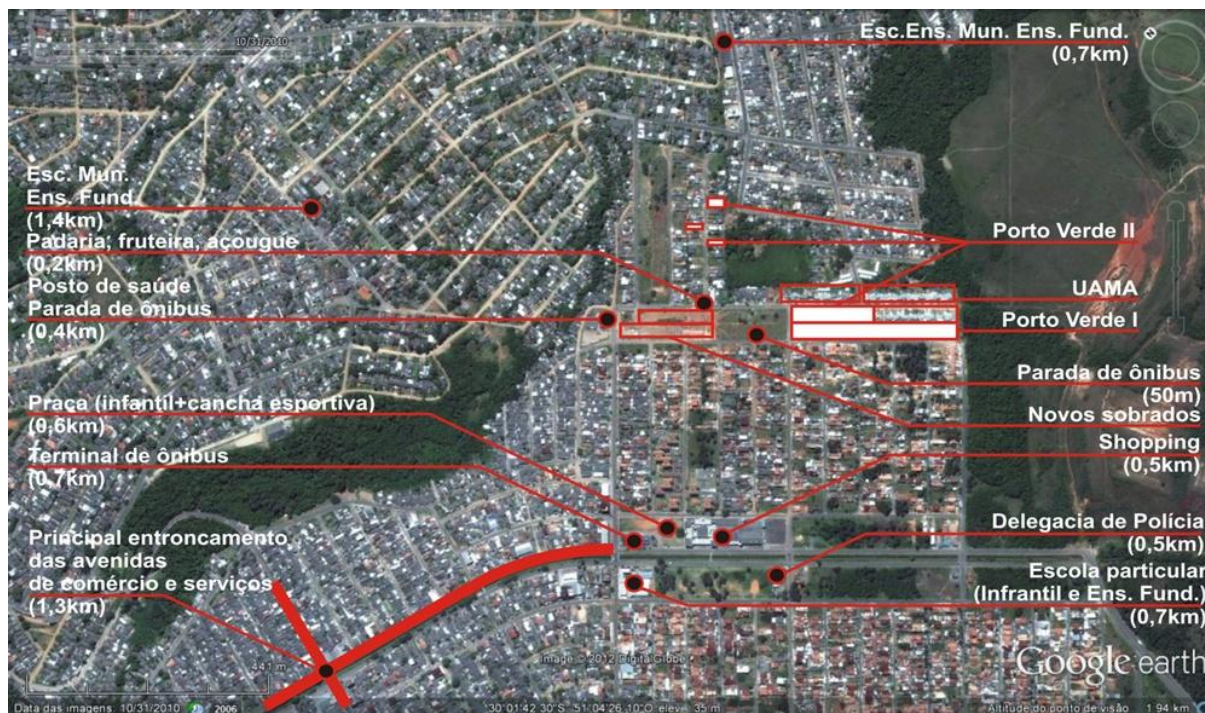 10/31/2010
Esc.Ens. Mun. Ens. Fund.
(0,7km)
Esc. Mun.
Ens. Fund.
(1,4km)
Padaria, fruteira, açougue
(0,2km)
Posto de saúde
Parada de ônibus
(0,4km)
Porto Verde II
UAMA
Porto Verde I
Parada de ônibus
(50m)
Novos sobrados
Praça (infantil+cancha esportiva)
(0,6km)
Terminal de ônibus
(0,7km)
Shopping
(0,5km)
Delegacia de Polícia
(0,5km)
Principal entroncamento
das avenidas
de comércio e serviços
(1,3km)
Escola particular
(Infrantil e Ens. Fund.)
(0,7km)
441 m
Image © 2012 DigitalGlobe
Google earth
Data das imagens: 10/31/2010 2006 30°01'42.30"S 51°04'26.10"O elev 35 m Altitude do ponto de visão 1.94 km